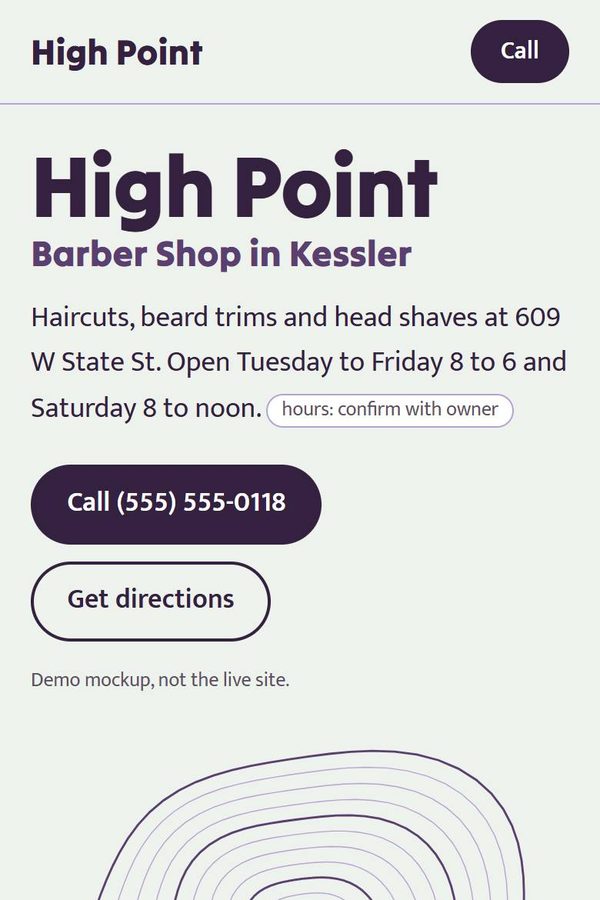 High Point
Call
High Point
Barber Shop in Kessler
Haircuts, beard trims and head shaves at 609
W State St. Open Tuesday to Friday 8 to 6 and
Saturday 8 to noon. hours: confirm with owner
Call (555) 555-0118
Get directions
Demo mockup, not the live site.